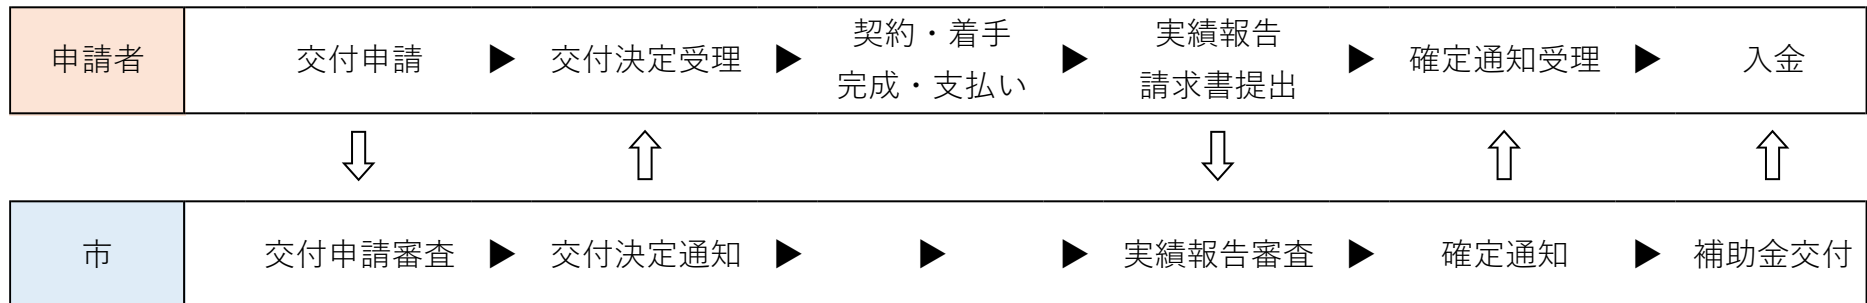 申請者
交付申請 ▶ 交付決定受理 ▶ 契約・着手 完成・支払い ▶ 実績報告 請求書提出 ▶ 確定通知受理 ▶ 入金
市
交付申請審査 ▶ 交付決定通知 ▶ ▶ ▶ 実績報告審査 ▶ 確定通知 ▶ 補助金交付